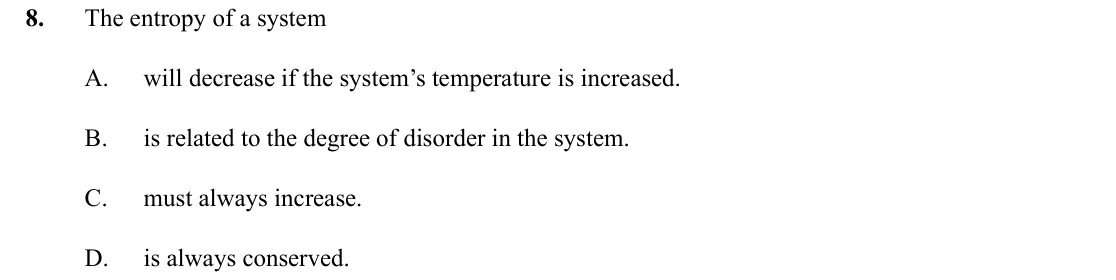 8. The entropy of a system
A. will decrease if the system’s temperature is increased.
B. is related to the degree of disorder in the system.
C. must always increase.
D. is always conserved.